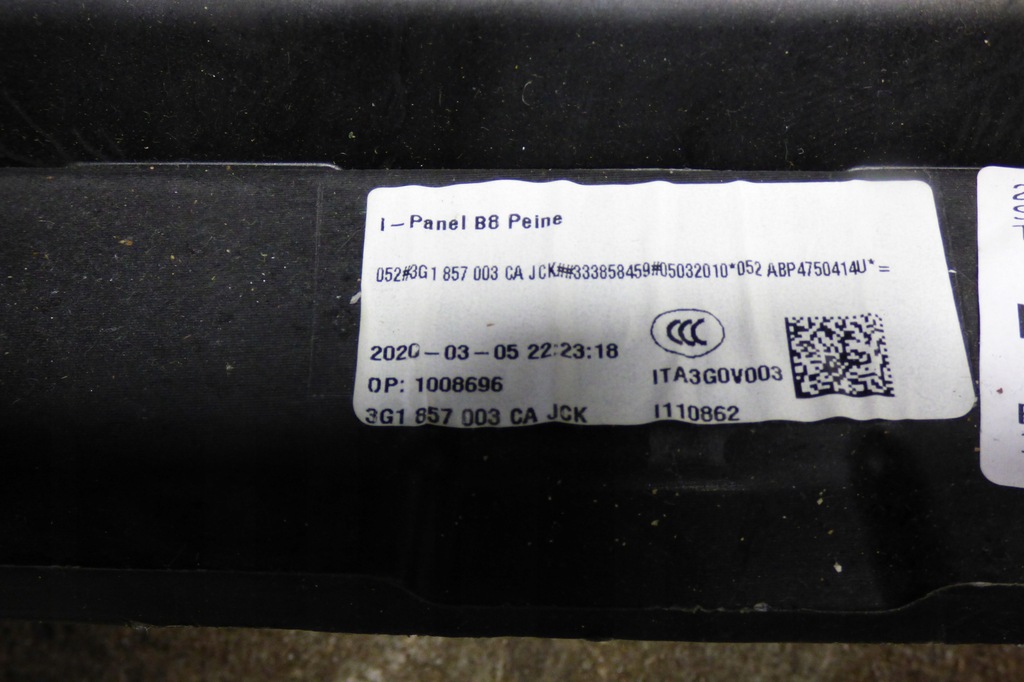 I-Panel B8 Peine
052#3G1 857 003 CA JCK##333858459#05032010*052 ABP4750414U*=
CCC
2020-03-05 22:23:18
ITA3G0V003
OP: 1008696
3G1 857 003 CA JCK
I110862